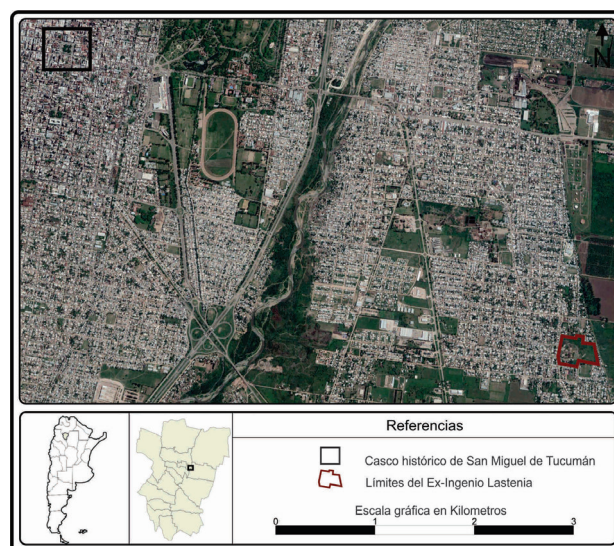 N
Referencias
Casco histórico de San Miguel de Tucumán
Límites del Ex-Ingenio Lastenia
Escala gráfica en Kilometros
0 1 2 3